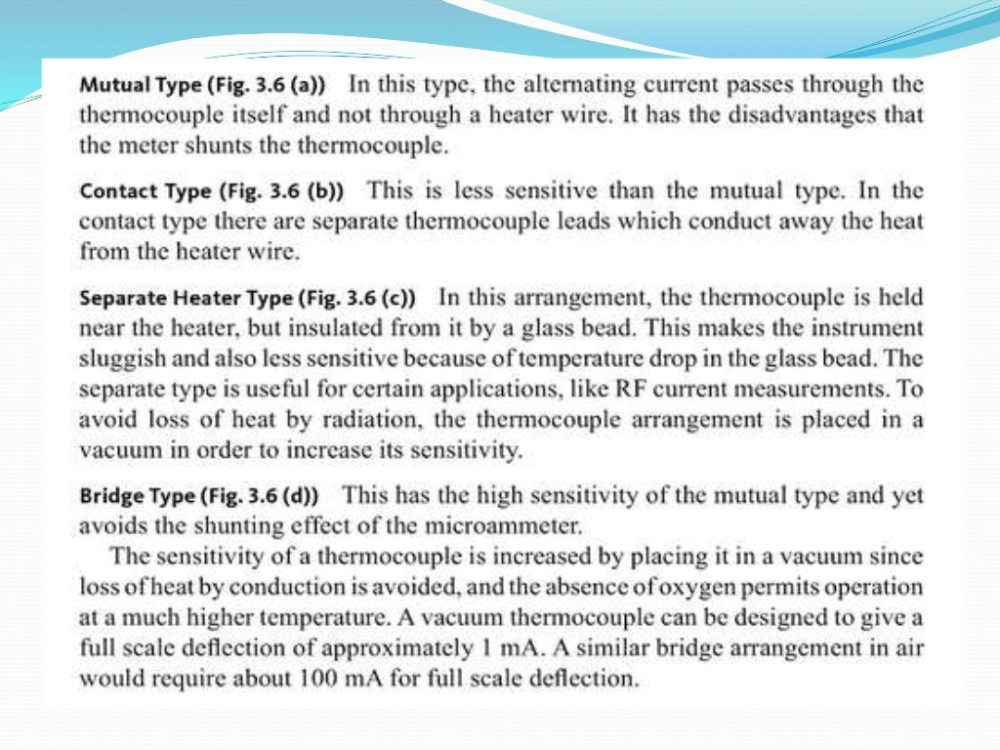 Mutual Type (Fig. 3.6 (a)) In this type, the alternating current passes through the
thermocouple itself and not through a heater wire. It has the disadvantages that
the meter shunts the thermocouple.
Contact Type (Fig. 3.6 (b)) This is less sensitive than the mutual type. In the
contact type there are separate thermocouple leads which conduct away the heat
from the heater wire.
Separate Heater Type (Fig. 3.6 (c)) In this arrangement, the thermocouple is held
near the heater, but insulated from it by a glass bead. This makes the instrument
sluggish and also less sensitive because of temperature drop in the glass bead. The
separate type is useful for certain applications, like RF current measurements. To
avoid loss of heat by radiation, the thermocouple arrangement is placed in a
vacuum in order to increase its sensitivity.
Bridge Type (Fig. 3.6 (d)) This has the high sensitivity of the mutual type and yet
avoids the shunting effect of the microammeter.
The sensitivity of a thermocouple is increased by placing it in a vacuum since
loss of heat by conduction is avoided, and the absence of oxygen permits operation
at a much higher temperature. A vacuum thermocouple can be designed to give a
full scale deflection of approximately 1 mA. A similar bridge arrangement in air
would require about 100 mA for full scale deflection.